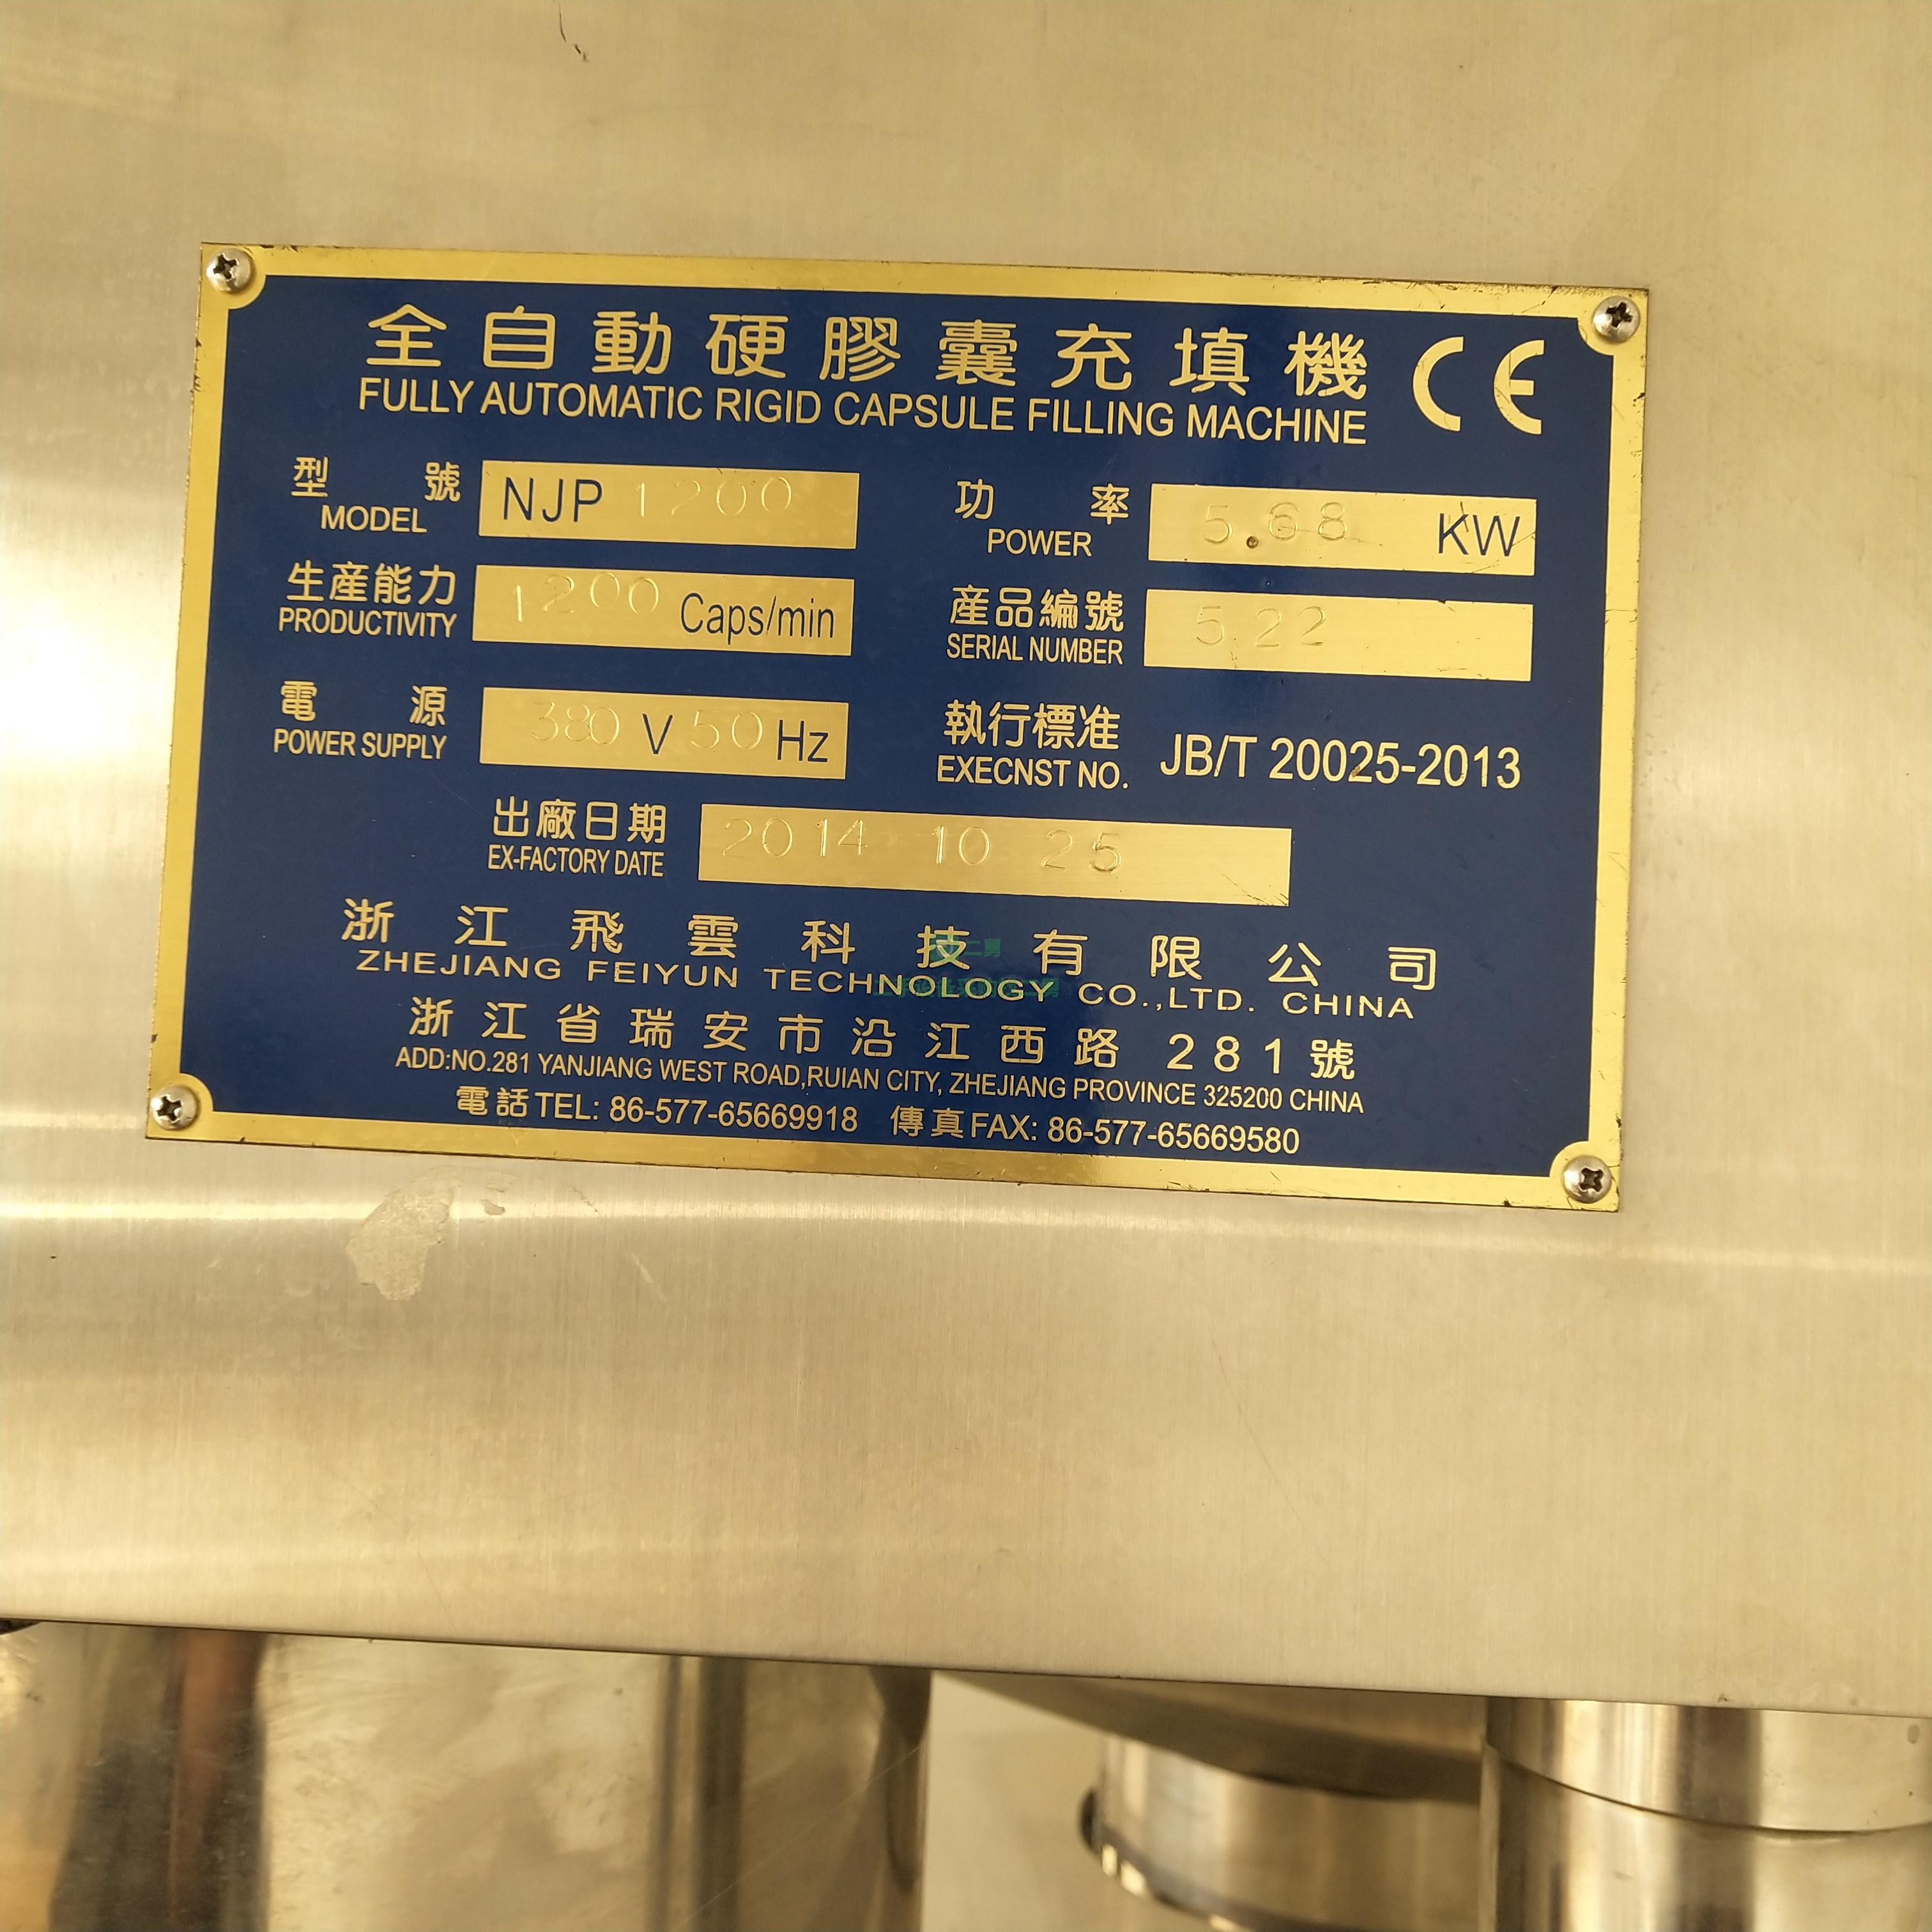 全自動硬膠囊充填機 CE
FULLY AUTOMATIC RIGID CAPSULE FILLING MACHINE
型號 NJP 1200 功率 5.68 KW
MODEL POWER
生産能力 1200 Caps/min 産品編號 522
PRODUCTIVITY SERIAL NUMBER
電源 380 V 50 Hz 執行標准 JB/T 20025-2013
POWER SUPPLY EXECNST NO.
出廠日期 2014 10 25
EX-FACTORY DATE
浙江飛雲科技有限公司
ZHEJIANG FEIYUN TECHNOLOGY CO.,LTD. CHINA
浙江省瑞安市沿江西路 281號
ADD:NO.281 YANJIANG WEST ROAD,RUIAN CITY, ZHEJIANG PROVINCE 325200 CHINA
電話TEL: 86-577-65669918 傳真FAX: 86-577-65669580